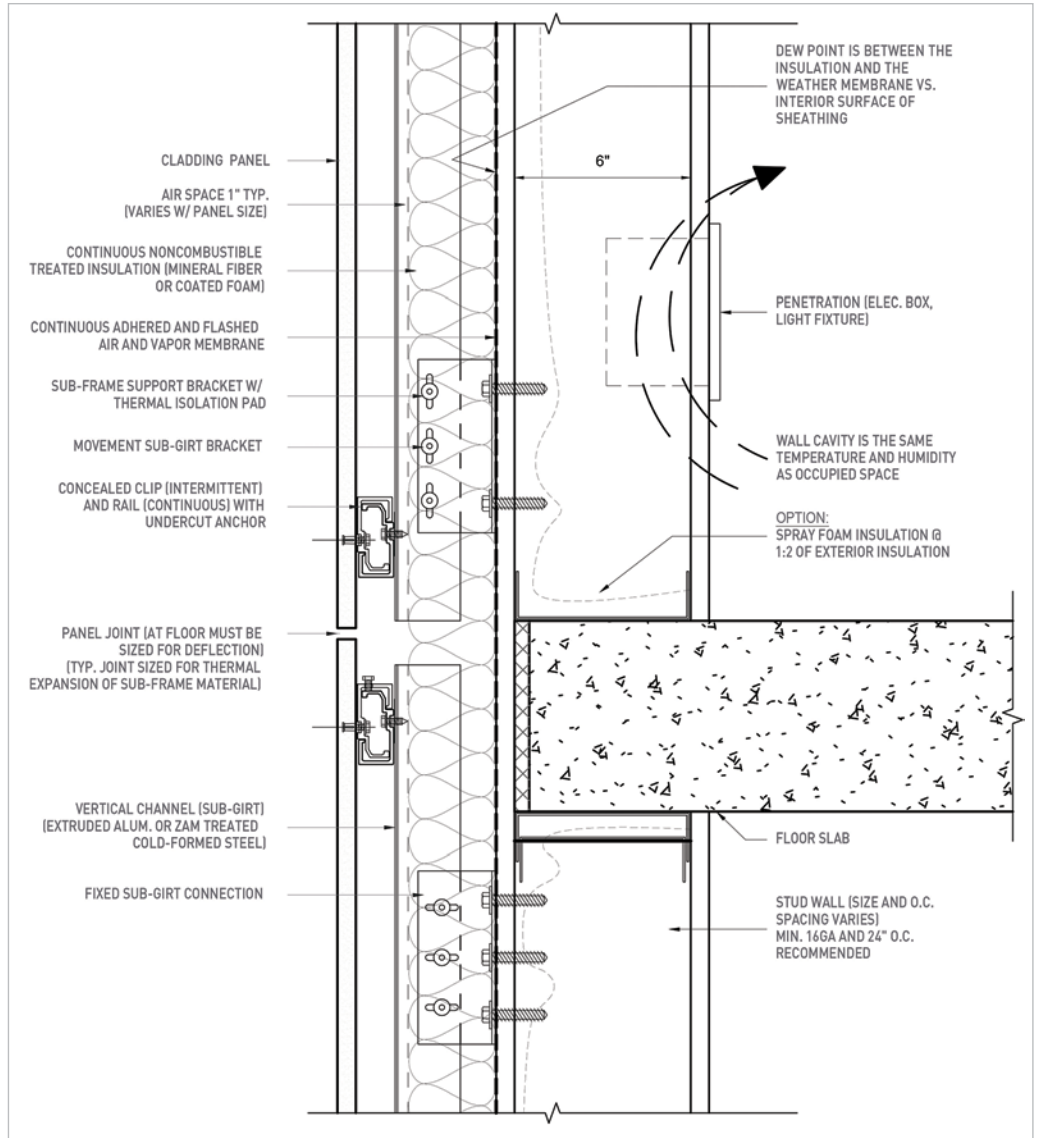 DEW POINT IS BETWEEN THE
INSULATION AND THE
WEATHER MEMBRANE VS.
INTERIOR SURFACE OF
SHEATHING
6"
CLADDING PANEL
AIR SPACE 1" TYP.
(VARIES W/ PANEL SIZE)
CONTINUOUS NONCOMBUSTIBLE
TREATED INSULATION (MINERAL FIBER
OR COATED FOAM)
CONTINUOUS ADHERED AND FLASHED
AIR AND VAPOR MEMBRANE
SUB-FRAME SUPPORT BRACKET W/
THERMAL ISOLATION PAD
MOVEMENT SUB-GIRT BRACKET
CONCEALED CLIP (INTERMITTENT)
AND RAIL (CONTINUOUS) WITH
UNDERCUT ANCHOR
PANEL JOINT (AT FLOOR MUST BE
SIZED FOR DEFLECTION)
(TYP. JOINT SIZED FOR THERMAL
EXPANSION OF SUB-FRAME MATERIAL)
VERTICAL CHANNEL (SUB-GIRT)
(EXTRUDED ALUM. OR ZAM TREATED
COLD-FORMED STEEL)
FIXED SUB-GIRT CONNECTION
PENETRATION (ELEC. BOX,
LIGHT FIXTURE)
WALL CAVITY IS THE SAME
TEMPERATURE AND HUMIDITY
AS OCCUPIED SPACE
OPTION:
SPRAY FOAM INSULATION @
1:2 OF EXTERIOR INSULATION
FLOOR SLAB
STUD WALL (SIZE AND O.C.
SPACING VARIES)
MIN. 16GA AND 24" O.C.
RECOMMENDED